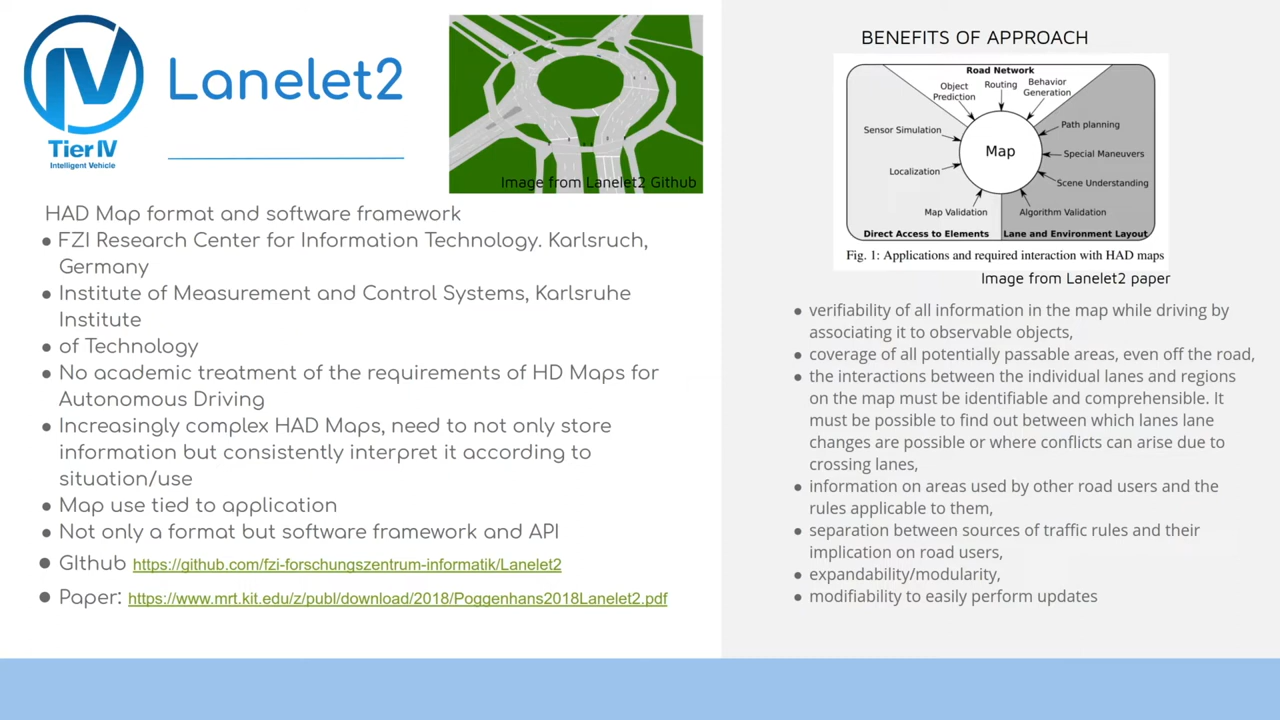 IV
Tier IV
Intelligent Vehicle
Lanelet2
Image from Lanelet2 Github
HAD Map format and software framework
● FZI Research Center for Information Technology. Karlsruch,
Germany
● Institute of Measurement and Control Systems, Karlsruhe
Institute
● of Technology
● No academic treatment of the requirements of HD Maps for
Autonomous Driving
● Increasingly complex HAD Maps, need to not only store
information but consistently interpret it according to
situation/use
● Map use tied to application
● Not only a format but software framework and API
● GIthub https://github.com/fzi-forschungszentrum-informatik/Lanelet2
● Paper: https://www.mrt.kit.edu/z/publ/download/2018/Poggenhans2018Lanelet2.pdf
BENEFITS OF APPROACH
Road Network
Object
Prediction
Routing
Behavior
Generation
Sensor Simulation
Path planning
Map
Special Maneuvers
Localization
Scene Understanding
Map Validation
Algorithm Validation
Direct Access to Elements
Lane and Environment Layout
Fig. 1: Applications and required interaction with HAD maps
Image from Lanelet2 paper
● verifiability of all information in the map while driving by
associating it to observable objects,
● coverage of all potentially passable areas, even off the road,
● the interactions between the individual lanes and regions
on the map must be identifiable and comprehensible. It
must be possible to find out between which lanes lane
changes are possible or where conflicts can arise due to
crossing lanes,
● information on areas used by other road users and the
rules applicable to them,
● separation between sources of traffic rules and their
implication on road users,
● expandability/modularity,
● modifiability to easily perform updates